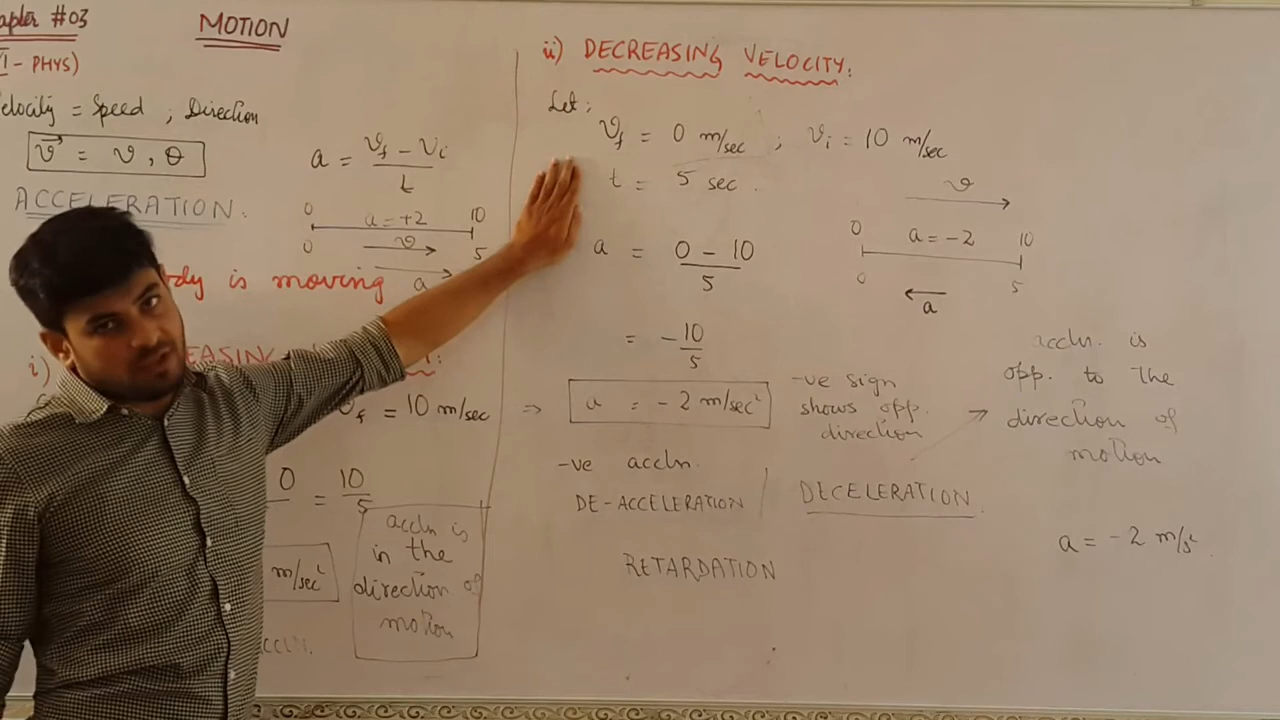 apter #03
MOTION
I - PHYS)
elocity = Speed ; Direction
v = v , θ
a = vf - vi / t
ACCELERATION.
0 a = +2 10
0 v 5
a
dy is moving
i) EASING
vf = 10 m/sec
0 = 10/5
m/sec²
accln is
in the
direction of
motion
CCLN.
ii) DECREASING VELOCITY:
Let;
vf = 0 m/sec ; vi = 10 m/sec
t = 5 sec.
v
0 a = -2 10
0 5
a
a = 0 - 10 / 5
= - 10/5
⇒ a = - 2 m/sec²
-ve sign
shows opp.
direction
⇒ accln. is
opp. to the
direction of
motion
-ve accln.
DE-ACCELERATION
DECELERATION.
RETARDATION
a = -2 m/s².